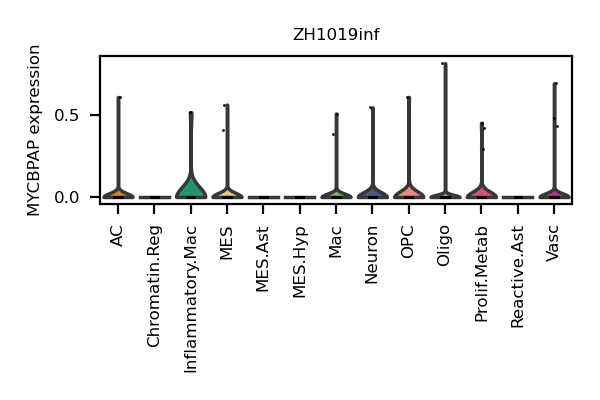 ZH1019inf
MYCBPAP expression
0.5
0.0
AC
Chromatin.Reg
Inflammatory.Mac
MES
MES.Ast
MES.Hyp
Mac
Neuron
OPC
Oligo
Prolif.Metab
Reactive.Ast
Vasc